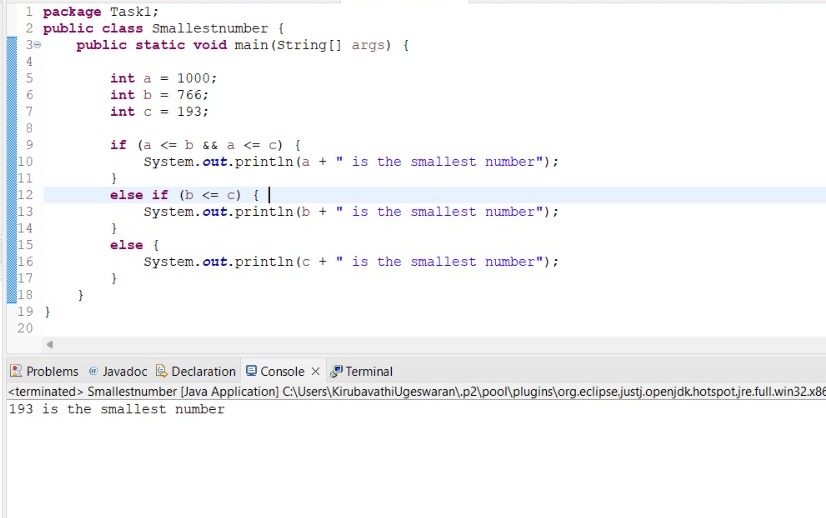 1 package Task1;
2 public class Smallestnumber {
3 public static void main(String[] args) {
4
5 int a = 1000;
6 int b = 766;
7 int c = 193;
8
9 if (a <= b && a <= c) {
10 System.out.println(a + " is the smallest number");
11 }
12 else if (b <= c) {
13 System.out.println(b + " is the smallest number");
14 }
15 else {
16 System.out.println(c + " is the smallest number");
17 }
18 }
19 }
20
Problems @ Javadoc Declaration Console × Terminal
<terminated> Smallestnumber [Java Application] C:\Users\KirubavathiUgeswaran\.p2\pool\plugins\org.eclipse.justj.openjdk.hotspot.jre.full.win32.x86
193 is the smallest number